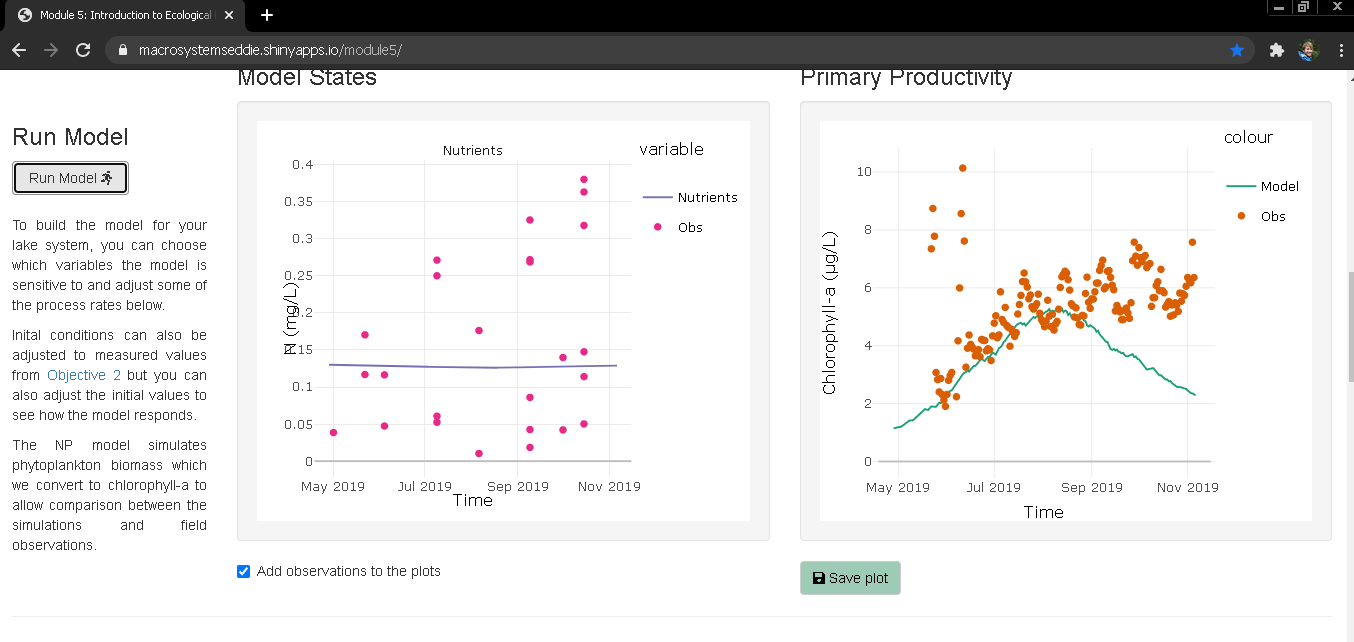 Module 5: Introduction to Ecological
macrosystemseddie.shinyapps.io/module5/
Run Model
Run Model
To build the model for your
lake system, you can choose
which variables the model is
sensitive to and adjust some of
the process rates below.
Inital conditions can also be
adjusted to measured values
from Objective 2 but you can
also adjust the initial values to
see how the model responds.
The NP model simulates
phytoplankton biomass which
we convert to chlorophyll-a to
allow comparison between the
simulations and field
observations.
Model States
Nutrients
variable
Nutrients
Obs
N (mg/L)
0.4
0.35
0.3
0.25
0.2
0.15
0.1
0.05
0
May 2019 Jul 2019 Sep 2019 Nov 2019
Time
Add observations to the plots
Primary Productivity
colour
Model
Obs
Chlorophyll-a (µg/L)
10
8
6
4
2
0
May 2019 Jul 2019 Sep 2019 Nov 2019
Time
Save plot